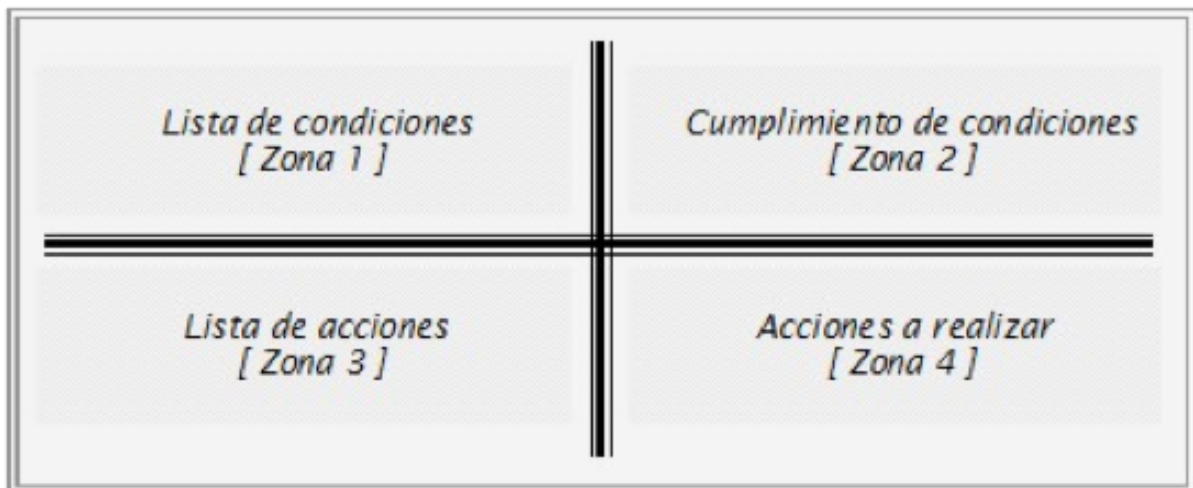 Lista de condiciones
[ Zona 1 ]
Cumplimiento de condiciones
[ Zona 2 ]
Lista de acciones
[ Zona 3 ]
Acciones a realizar
[ Zona 4 ]